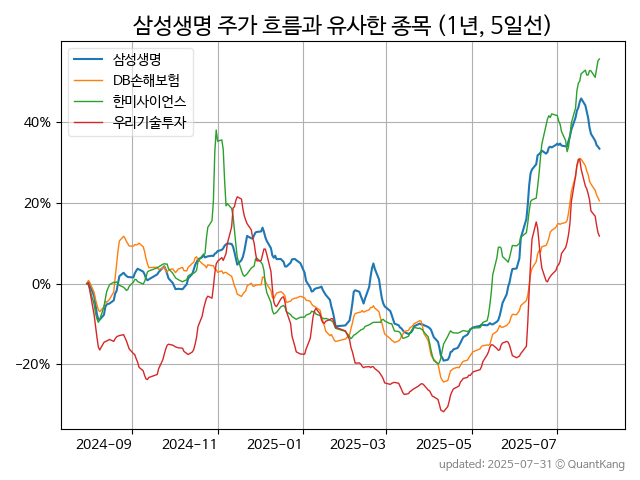 삼성생명 주가 흐름과 유사한 종목 (1년, 5일선)
삼성생명
DB손해보험
한미사이언스
우리기술투자
40%
20%
0%
−20%
2024−09
2024−11
2025−01
2025−03
2025−05
2025−07
updated: 2025-07-31 © QuantKang